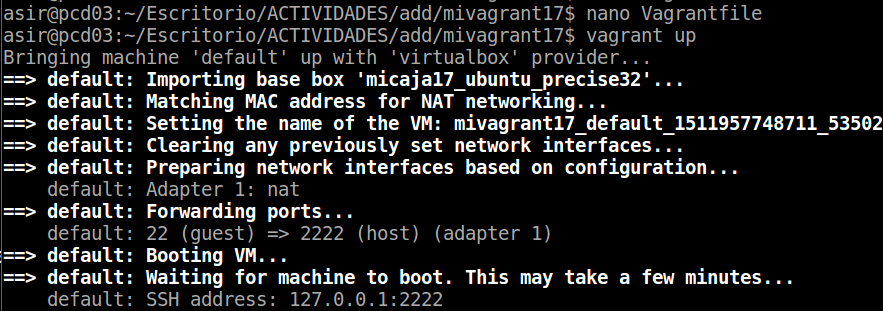 asir@pcd03:~/Escritorio/ACTIVIDADES/add/mivagrant17$ nano Vagrantfile
asir@pcd03:~/Escritorio/ACTIVIDADES/add/mivagrant17$ vagrant up
Bringing machine 'default' up with 'virtualbox' provider...
==> default: Importing base box 'micaja17_ubuntu_precise32'...
==> default: Matching MAC address for NAT networking...
==> default: Setting the name of the VM: mivagrant17_default_1511957748711_53502
==> default: Clearing any previously set network interfaces...
==> default: Preparing network interfaces based on configuration...
    default: Adapter 1: nat
==> default: Forwarding ports...
    default: 22 (guest) => 2222 (host) (adapter 1)
==> default: Booting VM...
==> default: Waiting for machine to boot. This may take a few minutes...
    default: SSH address: 127.0.0.1:2222